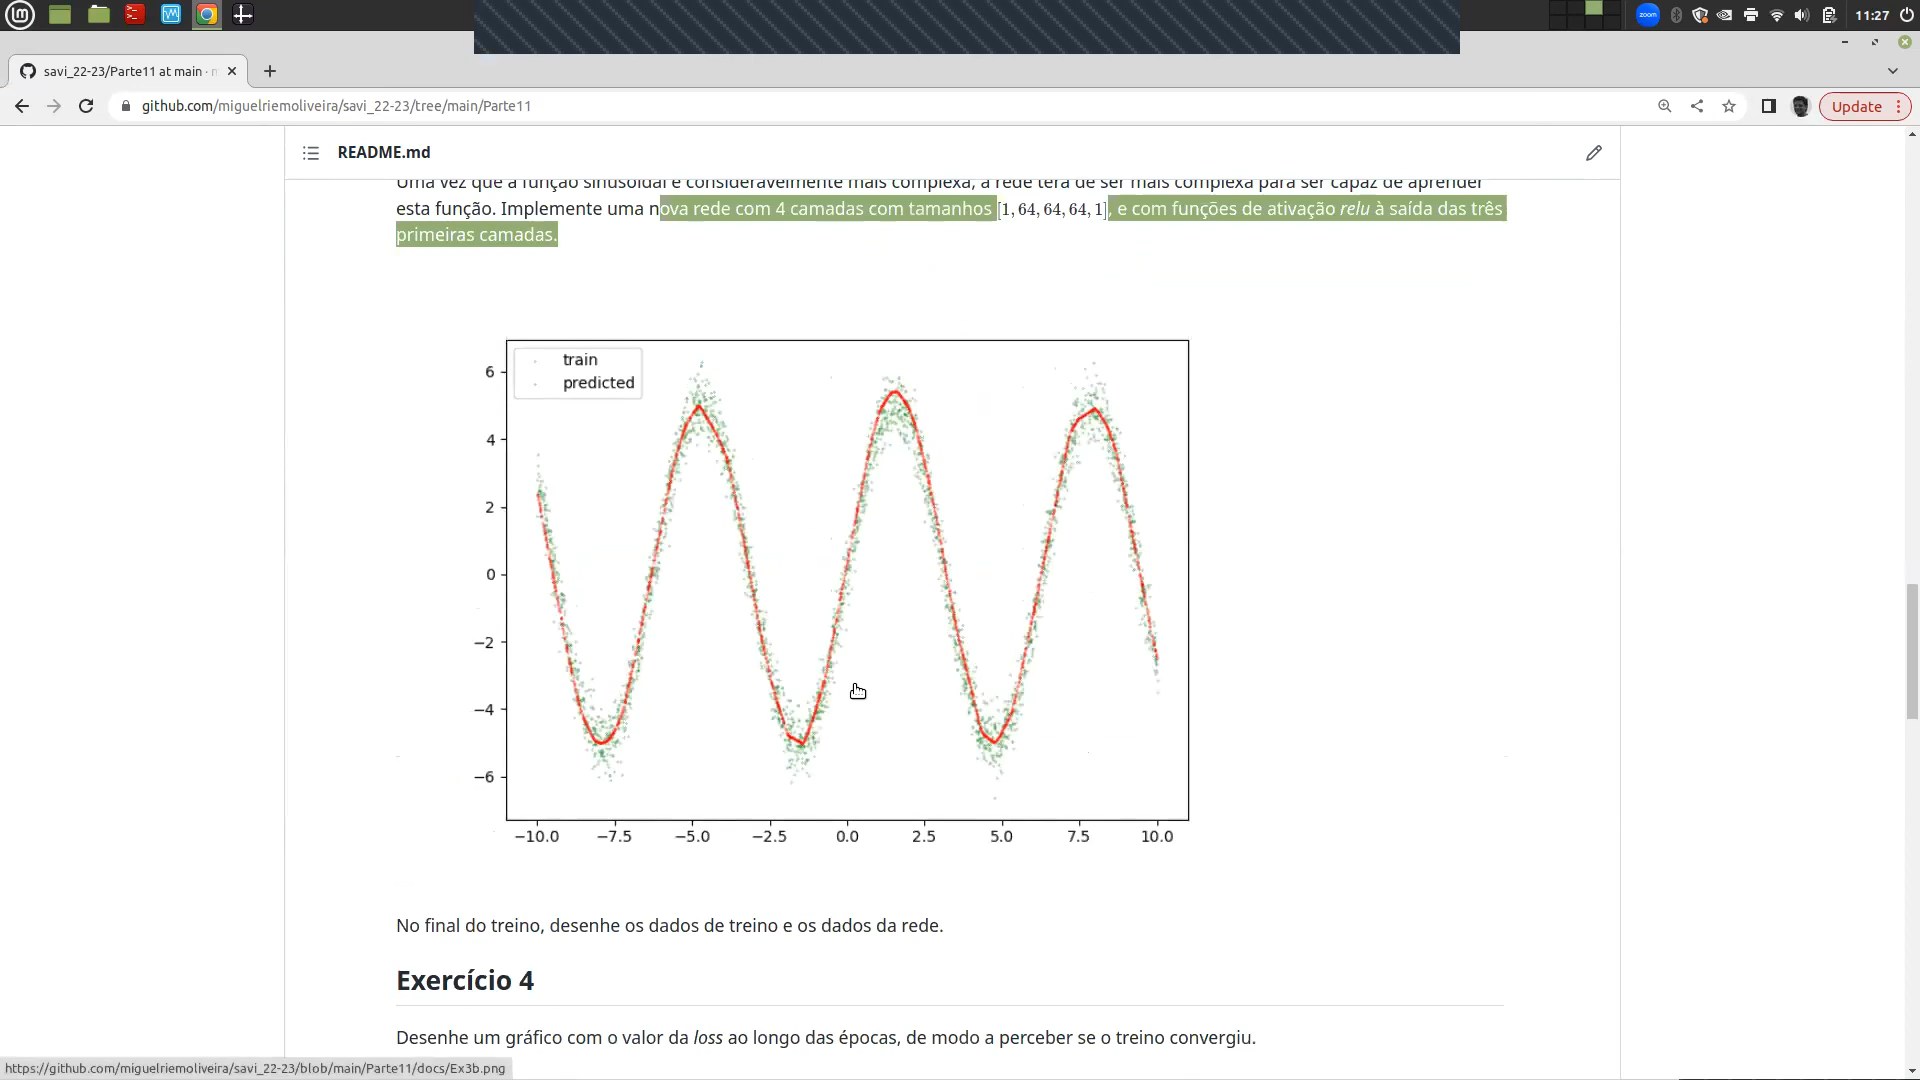 11:27
savi_22-23/Parte11 at main · m
github.com/miguelriemoliveira/savi_22-23/tree/main/Parte11
Update
README.md
Uma vez que a função sinusoidal é consideravelmente mais complexa, a rede terá de ser mais complexa para ser capaz de aprender
esta função. Implemente uma nova rede com 4 camadas com tamanhos [1, 64, 64, 64, 1], e com funções de ativação relu à saída das três
primeiras camadas.
train
predicted
6
4
2
0
−2
−4
−6
−10.0 −7.5 −5.0 −2.5 0.0 2.5 5.0 7.5 10.0
No final do treino, desenhe os dados de treino e os dados da rede.
Exercício 4
Desenhe um gráfico com o valor da loss ao longo das épocas, de modo a perceber se o treino convergiu.
https://github.com/miguelriemoliveira/savi_22-23/blob/main/Parte11/docs/Ex3b.png
zoom